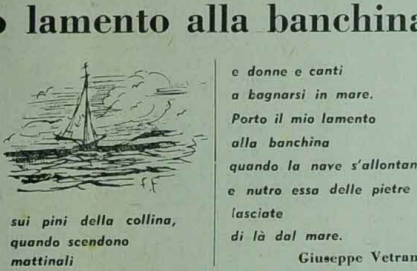 o lamento alla banchina
sui pini della collina,
quando scendono
mattinali
e donne e canti
a bagnarsi in mare.
Porto il mio lamento
alla banchina
quando la nave s'allontan
e nutro essa delle pietre
lasciate
di là dal mare.
Giuseppe Vetran